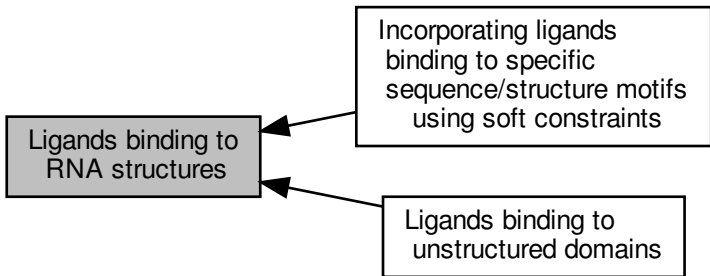 Ligands binding to
RNA structures
Incorporating ligands
binding to specific
sequence/structure motifs
using soft constraints
Ligands binding to
unstructured domains